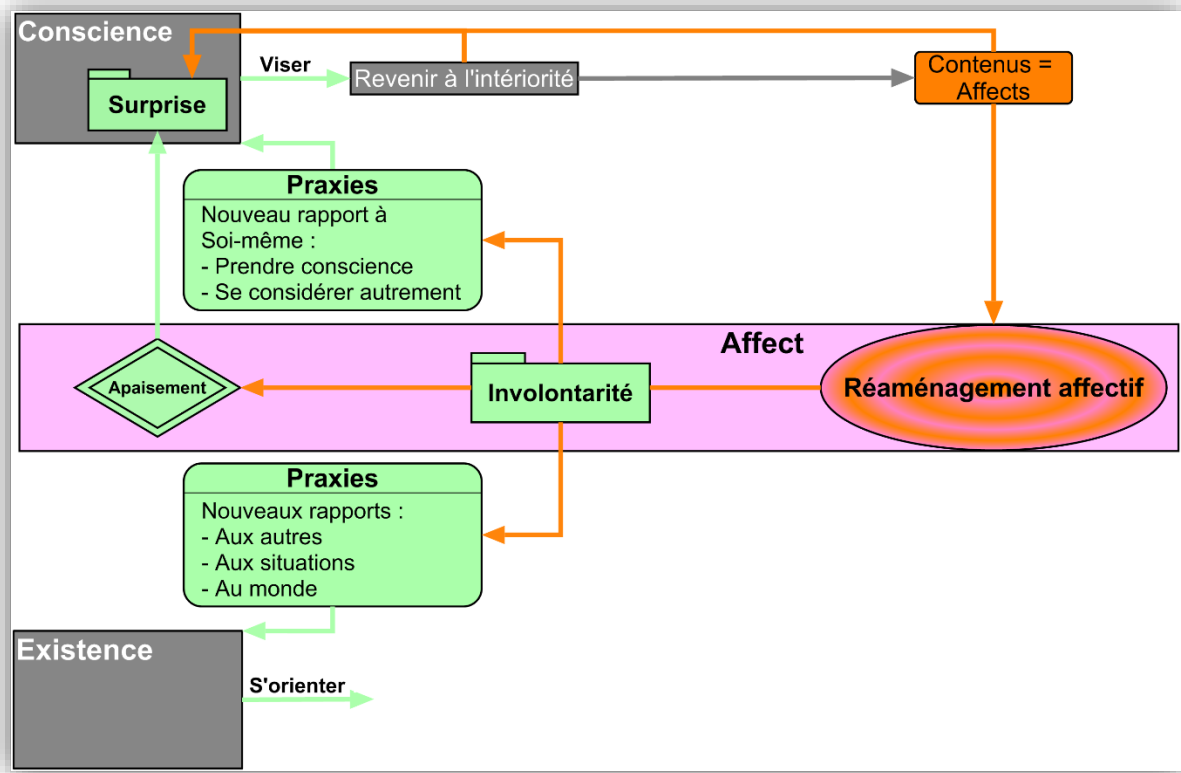 Conscience
Surprise
Viser
Revenir à l'intériorité
Contenus =
Affects
Praxies
Nouveau rapport à
Soi-même :
- Prendre conscience
- Se considérer autrement
Affect
Apaisement
Involontarité
Réaménagement affectif
Praxies
Nouveaux rapports :
- Aux autres
- Aux situations
- Au monde
Existence
S'orienter